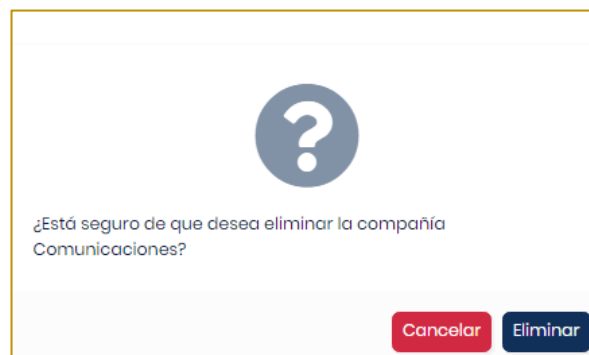 ¿Está seguro de que desea eliminar la compañía
Comunicaciones?
Cancelar Eliminar